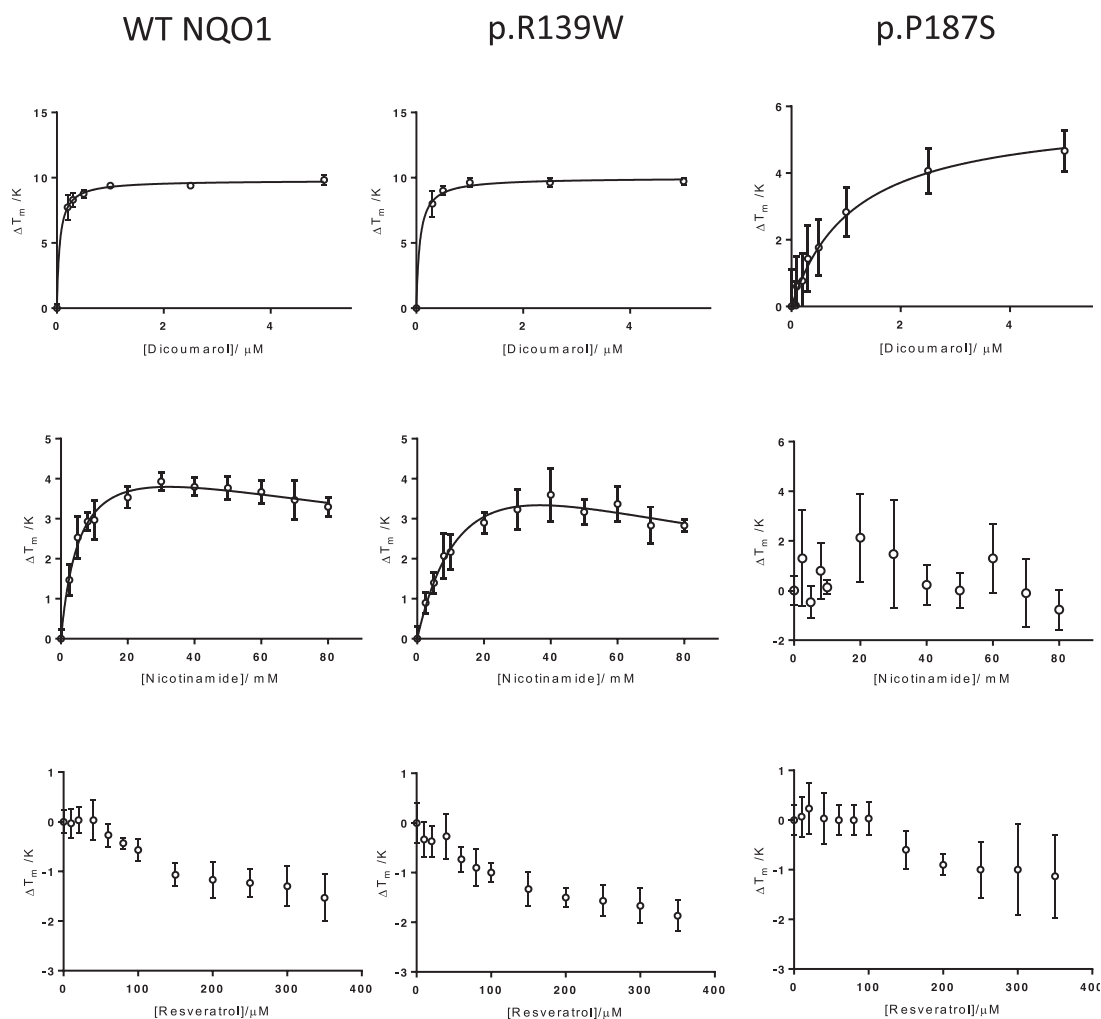 WT NQO1 p.R139W p.P187S
15 15 6
10 10 4
5 5 2
0 0 0
ΔTm /K ΔTm /K ΔTm /K
0 2 4 0 2 4 0 2 4
[Dicoumarol]/ μM [Dicoumarol]/ μM [Dicoumarol]/ μM
5 5 6
4 4 4
3 3 2
2 2 0
1 1 -2
0 0
ΔTm /K ΔTm /K ΔTm /K
0 20 40 60 80 0 20 40 60 80 0 20 40 60 80
[Nicotinamide]/ mM [Nicotinamide]/ mM [Nicotinamide]/ mM
1 1 1
0 0 0
-1 -1 -1
-2 -2 -2
-3 -3 -3
ΔTm /K ΔTm /K ΔTm /K
0 100 200 300 400 0 100 200 300 400 0 100 200 300 400
[Resveratrol]/μM [Resveratrol]/μM [Resveratrol]/μM